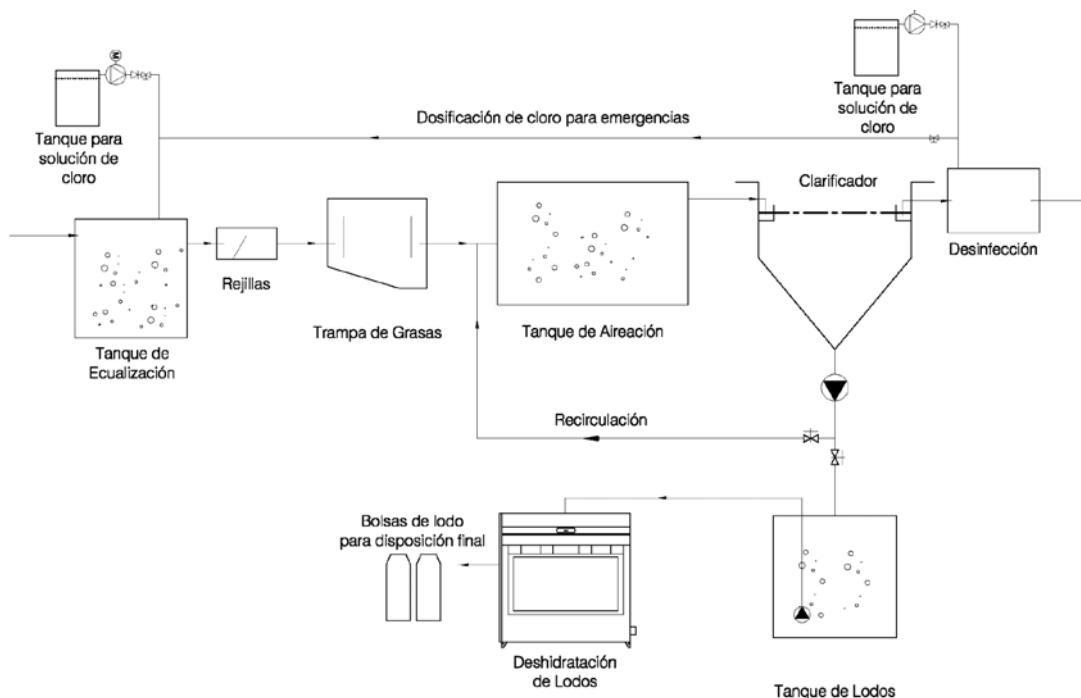 Tanque para
solución de
cloro
M
Tanque para
solución de
cloro
Dosificación de cloro para emergencias
Clarificador
Desinfección
Rejillas
Trampa de Grasas
Tanque de Aireación
Tanque de
Ecualización
Recirculación
Bolsas de lodo
para disposición final
Deshidratación
de Lodos
Tanque de Lodos